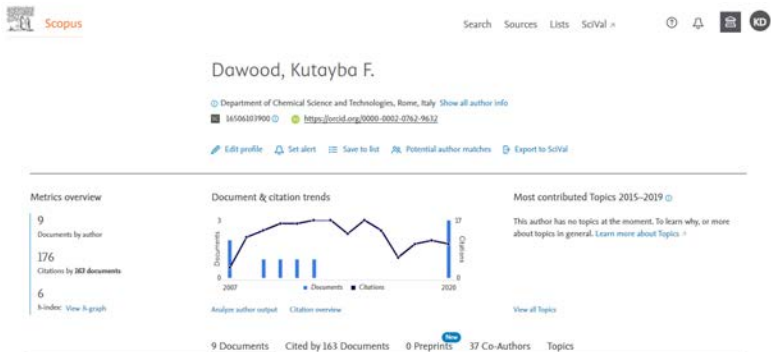 Scopus
Search Sources Lists SciVal ↗
KD
Dawood, Kutayba F.
Department of Chemical Science and Technologies, Rome, Italy Show all author info
16506103900
https://orcid.org/0000-0002-0762-9632
Edit profile Set alert Save to list Potential author matches Export to SciVal
Metrics overview
9
Documents by author
176
Citations by 163 documents
6
h-index: View h-graph
Document & citation trends
3
17
Documents
Citations
0
0
2007
2020
Documents Citations
Analyze author output Citation overview
Most contributed Topics 2015–2019
This author has no topics at the moment. To learn why, or more
about topics in general. Learn more about Topics
View all Topics
New
9 Documents Cited by 163 Documents 0 Preprints 37 Co-Authors Topics